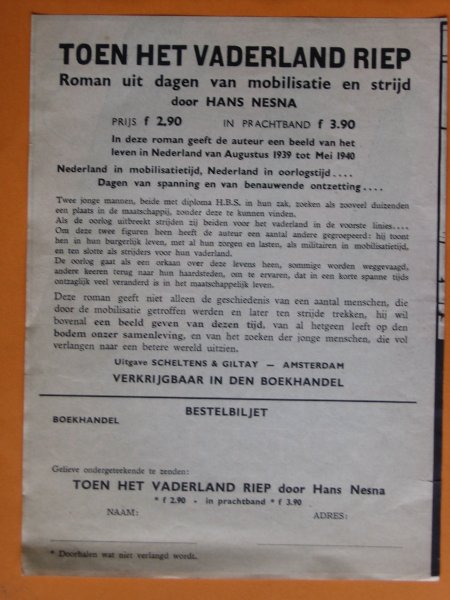 TOEN HET VADERLAND RIEP
Roman uit dagen van mobilisatie en strijd
door HANS NESNA
PRIJS f 2.90 IN PRACHTBAND f 3.90
In deze roman geeft de auteur een beeld van het
leven in Nederland van Augustus 1939 tot Mei 1940
Nederland in mobilisatietijd, Nederland in oorlogstijd....
Dagen van spanning en van benauwende ontzetting....
Twee jonge mannen, beide met diploma H.B.S. in hun zak, zoeken als zooveel duizenden
een plaats in de maatschappij, zonder deze te kunnen vinden.
Als de oorlog uitbreekt strijden zij beiden voor het vaderland in de voorste linies....
Om deze twee figuren heen heeft de auteur een aantal andere gegroepeerd: hij toont
hen in hun burgerlijk leven, met al hun zorgen en lasten, als militairen in mobilisatietijd,
en ten slotte als strijders voor hun vaderland.
De oorlog gaat als een orkaan over deze levens heen, sommige worden weggevaagd,
andere keeren terug naar hun haardsteden, om te ervaren, dat in een korte spanne tijds
ontzaglijk veel veranderd is in het maatschappelijk leven.
Deze roman geeft niet alleen de geschiedenis van een aantal menschen, die
door de mobilisatie getroffen werden en later ten strijde trekken, hij wil
bovenal een beeld geven van dezen tijd, van al hetgeen leeft op den
bodem onzer samenleving, en van het zoeken der jonge menschen, die vol
verlangen naar een betere wereld uitzien.
Uitgave SCHELTENS & GILTAY — AMSTERDAM
VERKRIJGBAAR IN DEN BOEKHANDEL
BESTELBILJET
BOEKHANDEL
Gelieve ondergeteekende te zenden:
TOEN HET VADERLAND RIEP door Hans Nesna
* f 2.90 - in prachtband * f 3.90
NAAM: ADRES:
* Doorhalen wat niet verlangd wordt.